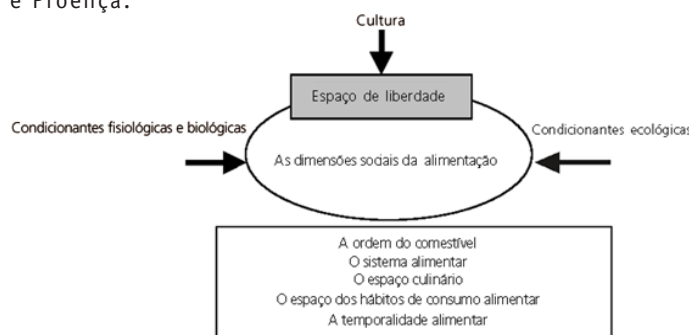 e Proença.
Cultura
Espaço de liberdade
Condicionantes fisiológicas e biológicas
Condicionantes ecológicas
As dimensões sociais da alimentação
A ordem do comestível
O sistema alimentar
O espaço culinário
O espaço dos hábitos de consumo alimentar
A temporalidade alimentar